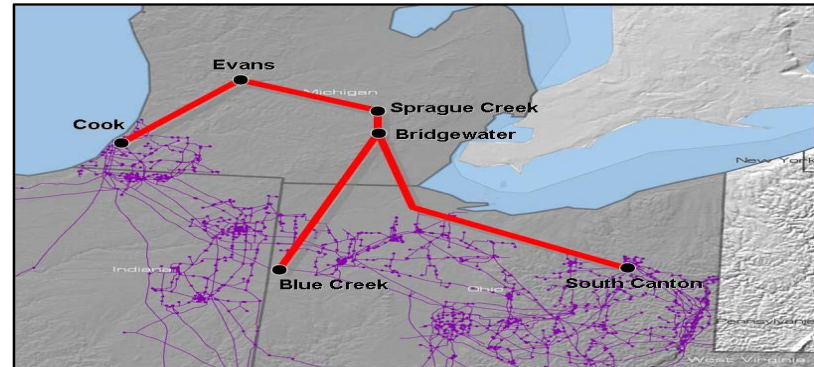 Evans
Michigan
Sprague Creek
Cook
Bridgewater
New York
Indiana
Blue Creek
South Canton
Ohio
Pennsylvania
West Virginia